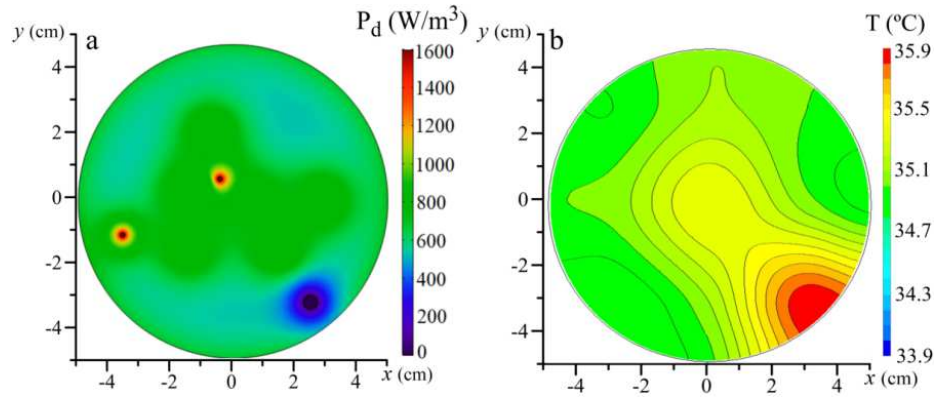 a
P_d (W/m³)
y (cm)
4
2
0
-2
-4
-4 -2 0 2 4
x (cm)
1600
1400
1200
1000
800
600
400
200
0
b
T (ºC)
y (cm)
4
2
0
-2
-4
-4 -2 0 2 4
x (cm)
35.9
35.5
35.1
34.7
34.3
33.9